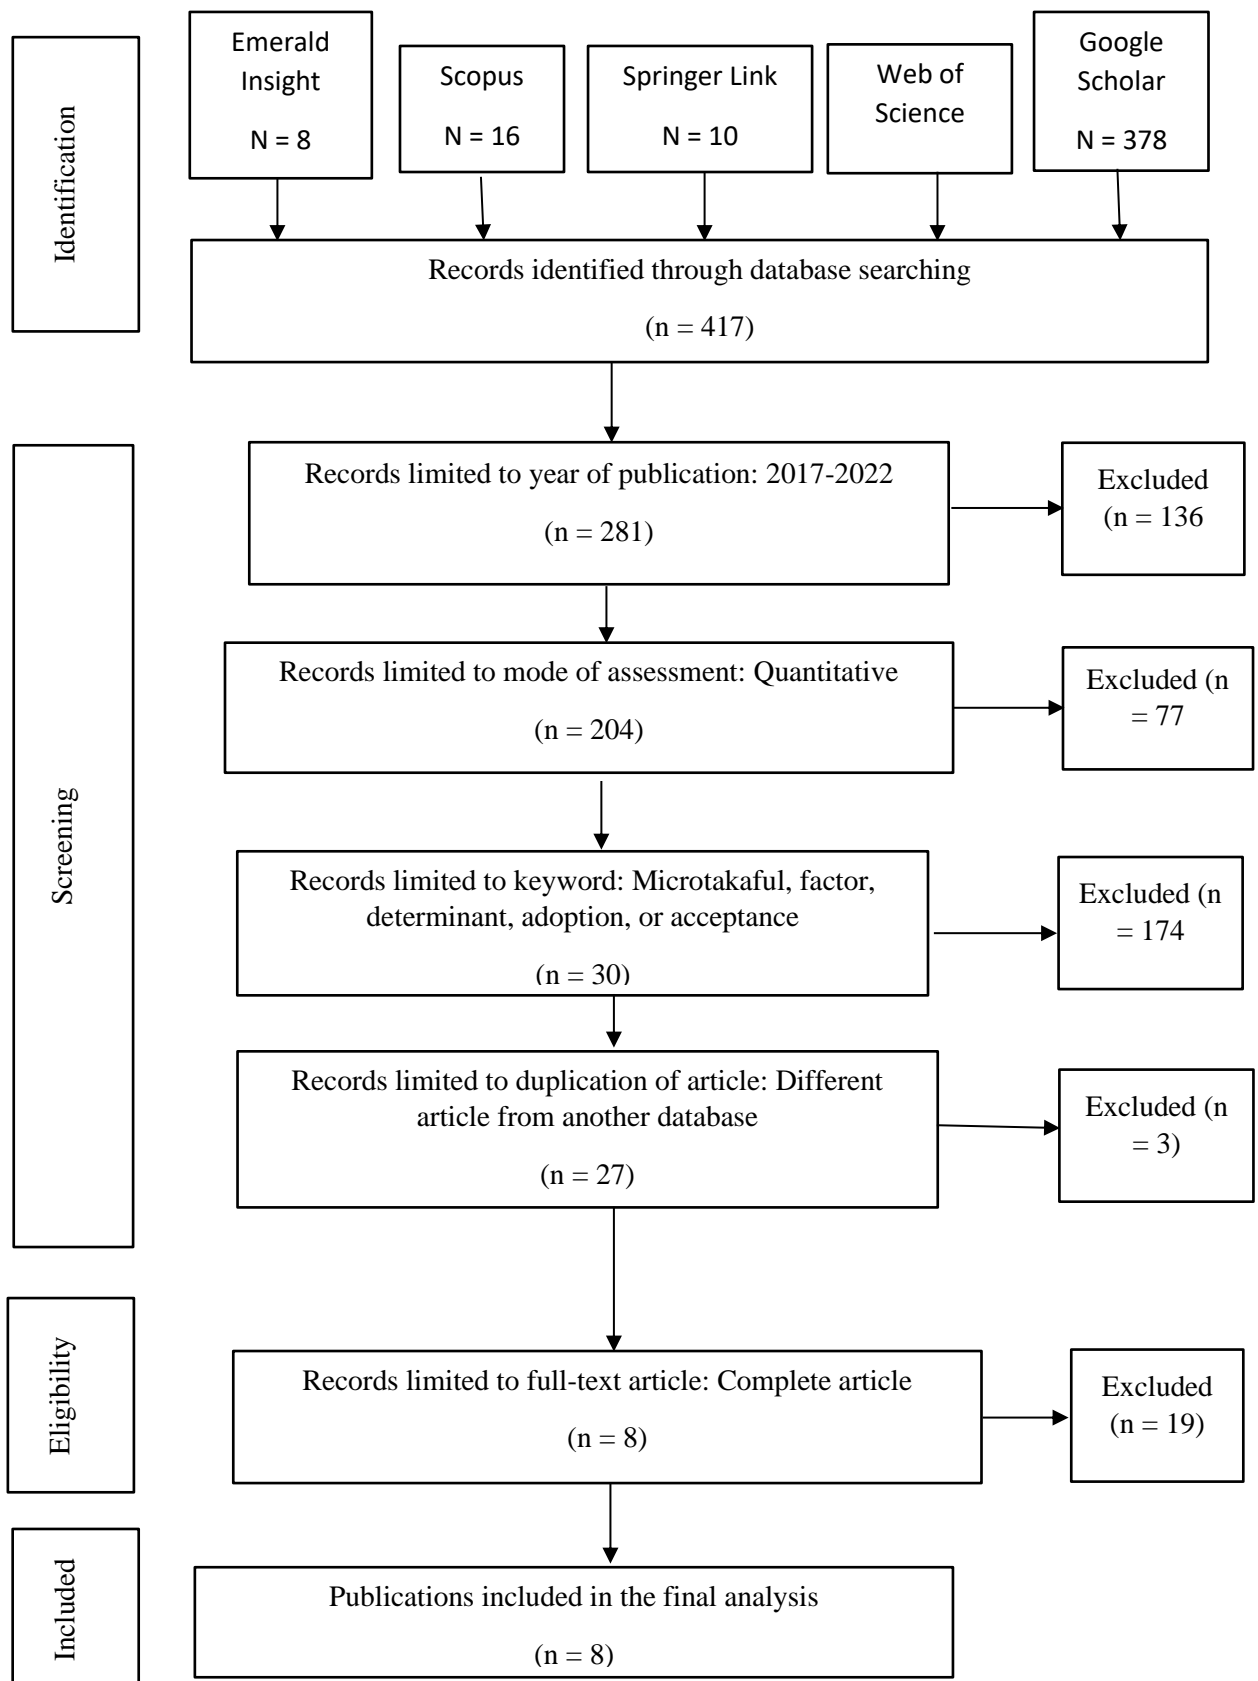 Emerald
Insight
N = 8
Scopus
N = 16
Springer Link
N = 10
Web of
Science
Google
Scholar
N = 378
Identification
Records identified through database searching
(n = 417)
Screening
Records limited to year of publication: 2017-2022
(n = 281)
Excluded
(n = 136
Records limited to mode of assessment: Quantitative
(n = 204)
Excluded (n
= 77
Records limited to keyword: Microtakaful, factor,
determinant, adoption, or acceptance
(n = 30)
Excluded (n
= 174
Records limited to duplication of article: Different
article from another database
(n = 27)
Excluded (n
= 3)
Eligibility
Records limited to full-text article: Complete article
(n = 8)
Excluded
(n = 19)
Included
Publications included in the final analysis
(n = 8)